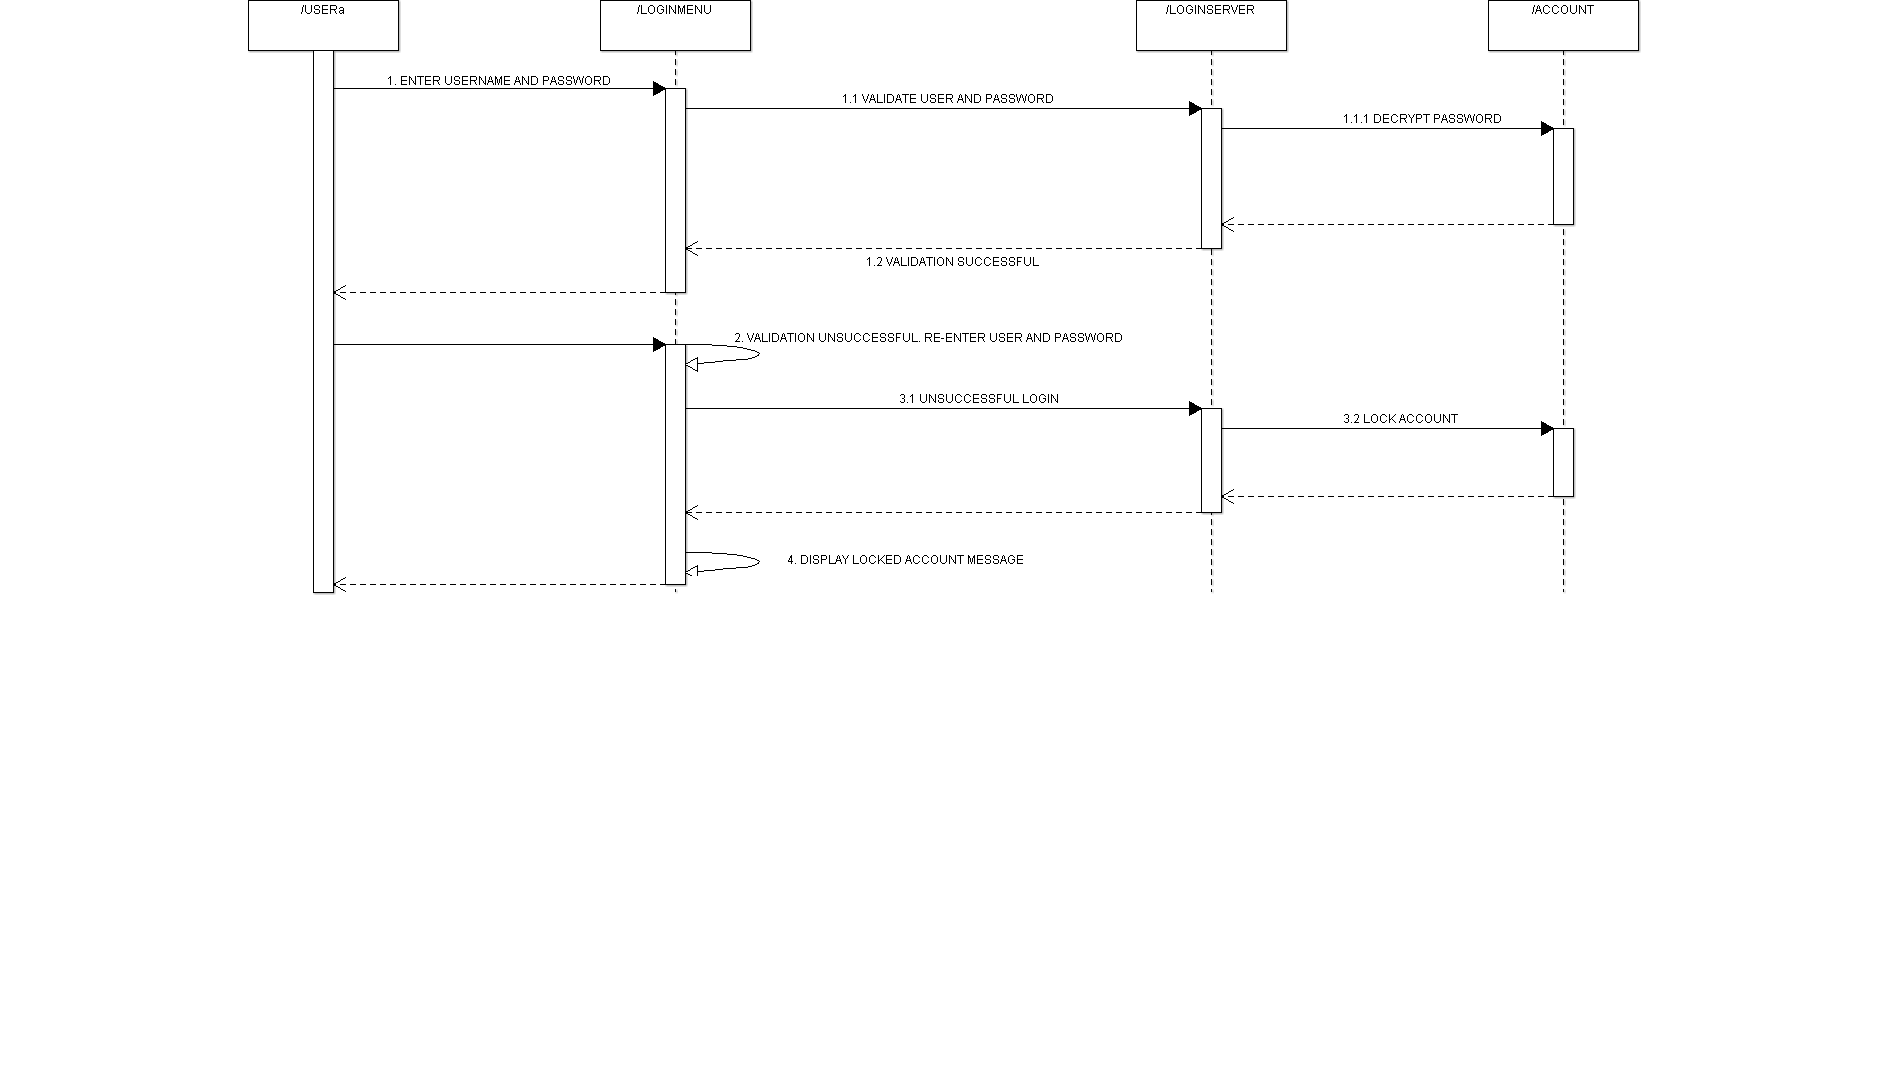 /USERa
/LOGINMENU
/LOGINSERVER
/ACCOUNT
1. ENTER USERNAME AND PASSWORD
1.1 VALIDATE USER AND PASSWORD
1.1.1 DECRYPT PASSWORD
1.2 VALIDATION SUCCESSFUL
2. VALIDATION UNSUCCESSFUL. RE-ENTER USER AND PASSWORD
3.1 UNSUCCESSFUL LOGIN
3.2 LOCK ACCOUNT
4. DISPLAY LOCKED ACCOUNT MESSAGE